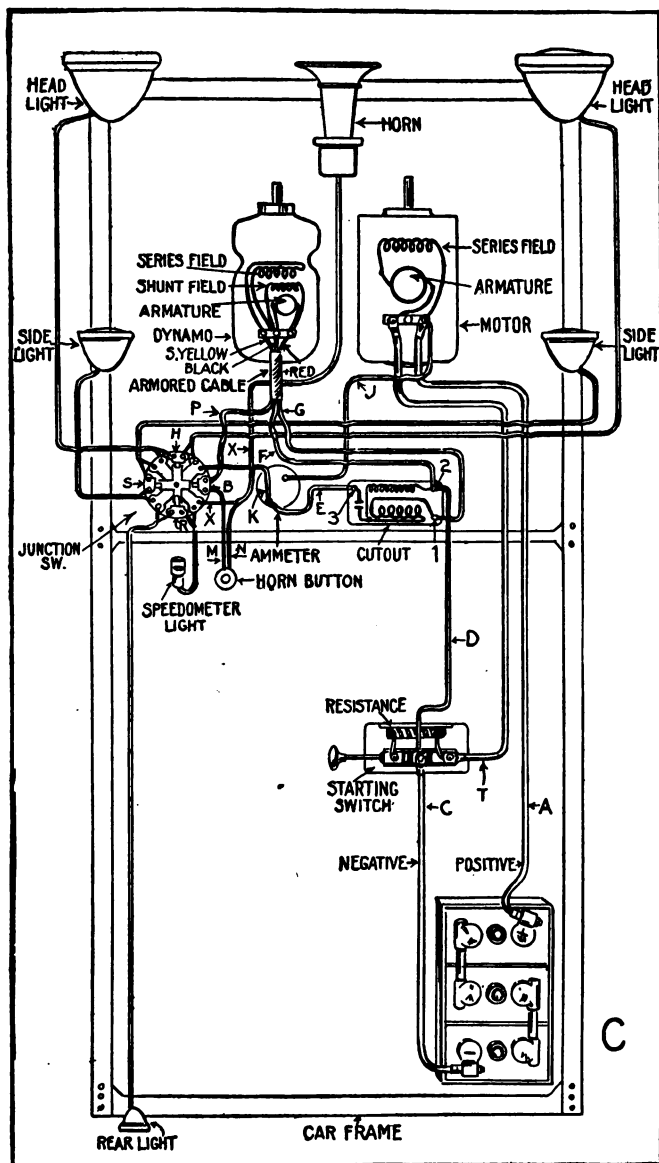 HEAD
LIGHT
HORN
HEAD
LIGHT
SERIES FIELD
SHUNT FIELD
ARMATURE
DYNAMO
S.YELLOW
BLACK
RED
ARMORED CABLE
SERIES FIELD
ARMATURE
MOTOR
SIDE
LIGHT
SIDE
LIGHT
P
G
J
H
X
F
S
B
K
E
3
2
1
R
X
M
N
T
JUNCTION
SW.
AMMETER
CUTOUT
HORN BUTTON
SPEEDOMETER
LIGHT
D
RESISTANCE
STARTING
SWITCH
C
T
A
NEGATIVE
POSITIVE
C
REAR LIGHT
CAR FRAME